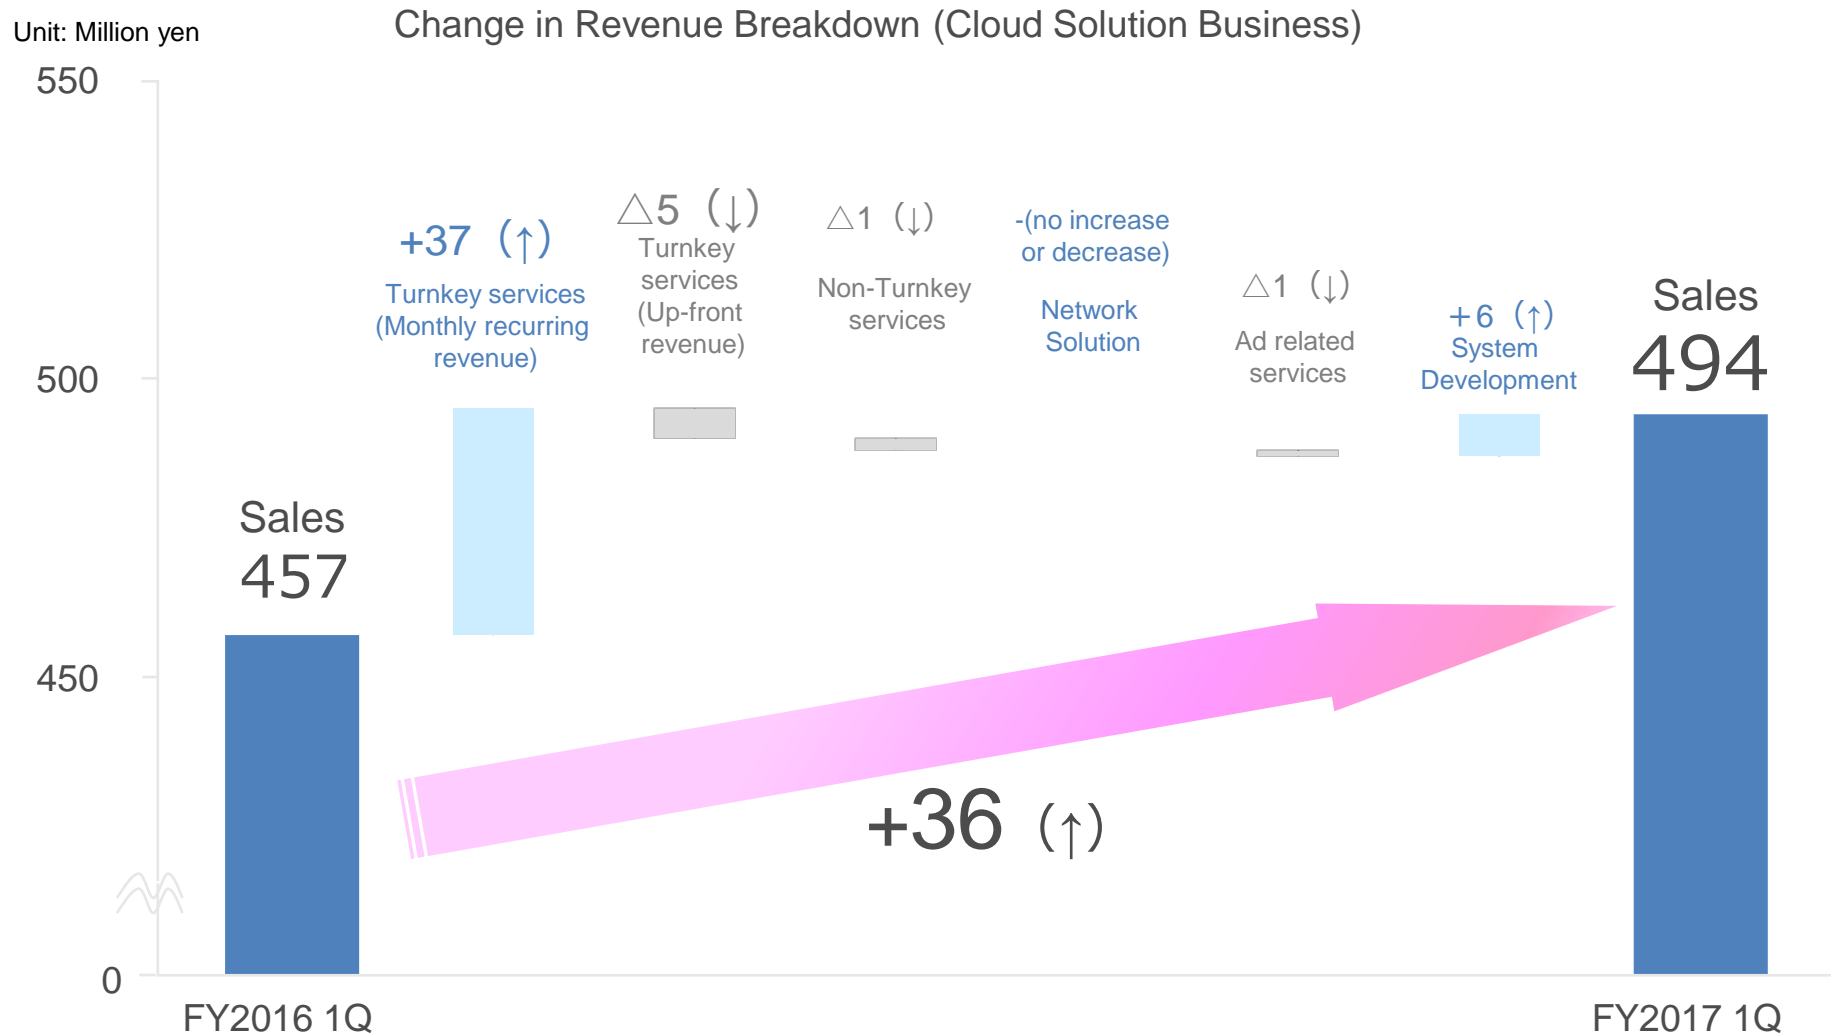 Change in Revenue Breakdown (Cloud Solution Business)
Unit: Million yen
550
500
450
0
Sales
457
+37（↑）
Turnkey services
(Monthly recurring
revenue)
△5（↓）
Turnkey
services
(Up-front
revenue)
△1（↓）
Non-Turnkey
services
-(no increase
or decrease)
Network
Solution
△1（↓）
Ad related
services
＋6（↑）
System
Development
Sales
494
+36（↑）
FY2016 1Q
FY2017 1Q